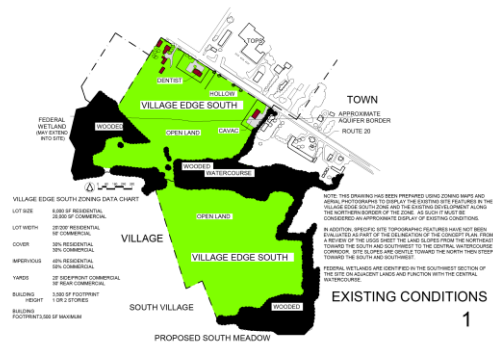 TOPS
DENTIST
HOLLOW
VILLAGE EDGE SOUTH
TOWN
APPROXIMATE
AQUIFER BORDER
ROUTE 20
FEDERAL
WETLAND
(MAY EXTEND
INTO SITE)
WOODED
OPEN LAND
CAVAC
WOODED
WATERCOURSE
VILLAGE EDGE SOUTH ZONING DATA CHART
LOT SIZE 6,000 SF RESIDENTIAL
20,000 SF COMMERCIAL
LOT WIDTH 20'/200' RESIDENTIAL
50' COMMERCIAL
COVER 30% RESIDENTIAL
30% COMMERCIAL
IMPERVIOUS 40% RESIDENTIAL
50% COMMERCIAL
YARDS 20' SIDE/FRONT COMMERCIAL
10' REAR COMMERCIAL
BUILDING 3,500 SF FOOTPRINT
HEIGHT 1 OR 2 STORIES
BUILDING
FOOTPRINT 3,500 SF MAXIMUM
OPEN LAND
VILLAGE
VILLAGE EDGE SOUTH
SOUTH VILLAGE
WOODED
PROPOSED SOUTH MEADOW
NOTE: THIS DRAWING HAS BEEN PREPARED USING ZONING MAPS AND
AERIAL PHOTOGRAPHS TO DISPLAY THE EXISTING SITE FEATURES IN THE
VILLAGE EDGE SOUTH ZONE AND THE EXISTING DEVELOPMENT ALONG
THE NORTHERN BORDER OF THE ZONE. AS SUCH IT MUST BE
CONSIDERED AN APPROXIMATE DISPLAY OF EXISTING CONDITIONS.
IN ADDITION, SPECIFIC SITE TOPOGRAPHIC FEATURES HAVE NOT BEEN
EVALUATED AS PART OF THE DELINEATION OF THE CONCEPT PLAN. FROM
A REVIEW OF THE USGS SHEET THE LAND SLOPES FROM THE NORTHEAST
TOWARD THE SOUTH AND SOUTHWEST TO THE CENTRAL WATERCOURSE
CORRIDOR. SITE SLOPES ARE GENTLE TOWARD THE NORTH THEN STEEP
TOWARD THE SOUTH AND SOUTHWEST.
FEDERAL WETLANDS ARE IDENTIFIED IN THE SOUTHWEST SECTION OF
THE SITE ON ADJACENT LANDS AND FUNCTION WITH THE CENTRAL
WATERCOURSE.
EXISTING CONDITIONS
1